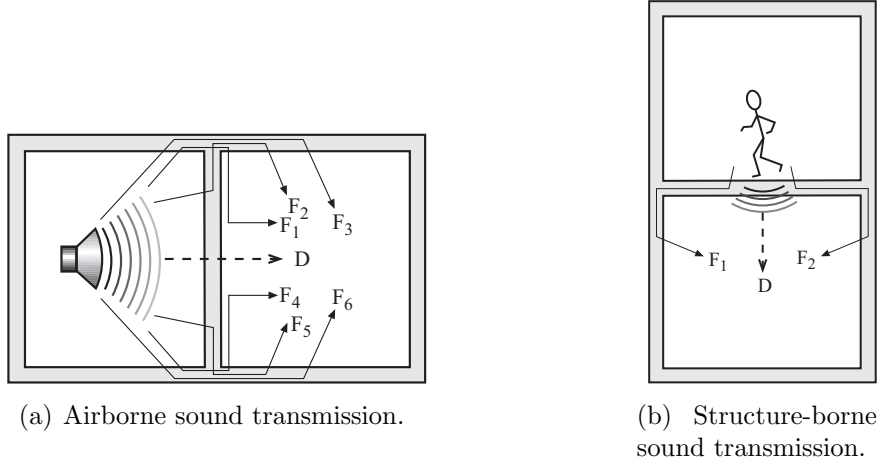 F2
F1
F3
D
F4
F6
F5
F1
F2
D
(a) Airborne sound transmission.
(b) Structure-borne
sound transmission.